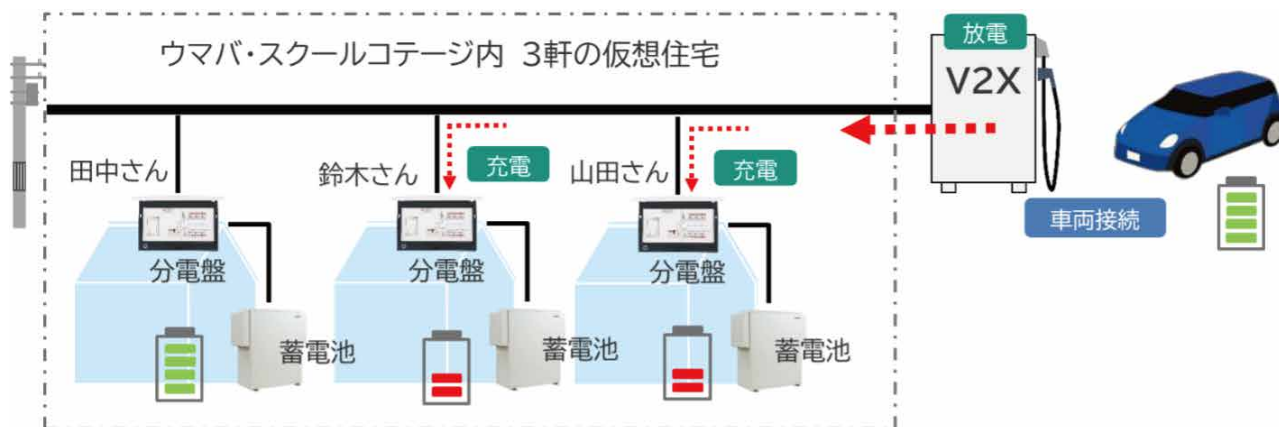 ウマバ・スクールコテージ内 3軒の仮想住宅
放電
V2X
田中さん
鈴木さん
充電
山田さん
充電
車両接続
分電盤
分電盤
分電盤
蓄電池
蓄電池
蓄電池